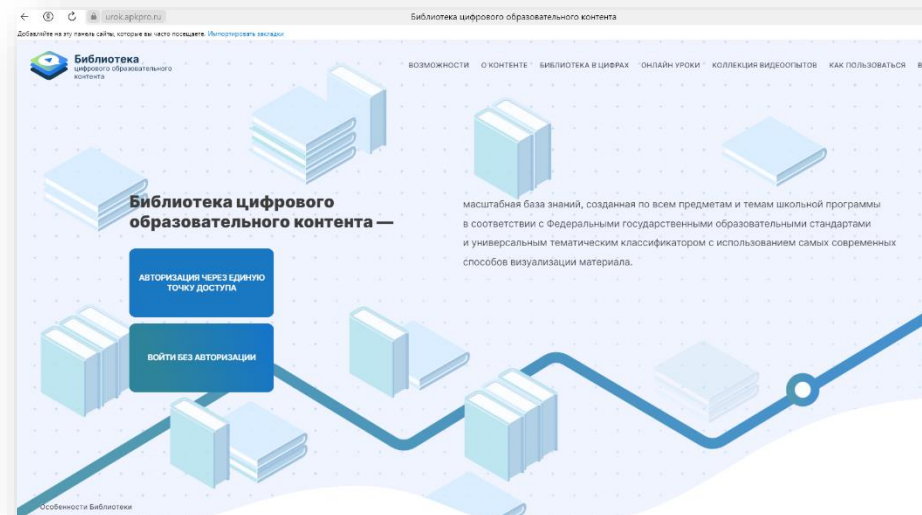 urok.apkpro.ru
Библиотека цифрового образовательного контента
Добавляйте на эту панель сайты, которые вы часто посещаете. Импортировать закладки
Библиотека
цифрового образовательного
контента
ВОЗМОЖНОСТИ О КОНТЕНТЕ БИБЛИОТЕКА В ЦИФРАХ ОНЛАЙН УРОКИ КОЛЛЕКЦИЯ ВИДЕООПЫТОВ КАК ПОЛЬЗОВАТЬСЯ
Библиотека цифрового
образовательного контента —
масштабная база знаний, созданная по всем предметам и темам школьной программы
в соответствии с Федеральными государственными образовательными стандартами
и универсальным тематическим классификатором с использованием самых современных
способов визуализации материала.
АВТОРИЗАЦИЯ ЧЕРЕЗ ЕДИНУЮ
ТОЧКУ ДОСТУПА
ВОЙТИ БЕЗ АВТОРИЗАЦИИ
Особенности Библиотеки